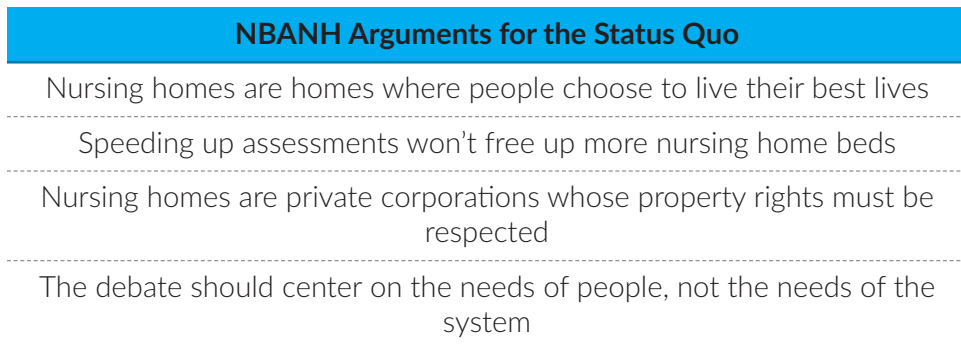 NBANH Arguments for the Status Quo
Nursing homes are homes where people choose to live their best lives
Speeding up assessments won’t free up more nursing home beds
Nursing homes are private corporations whose property rights must be
respected
The debate should center on the needs of people, not the needs of the
system